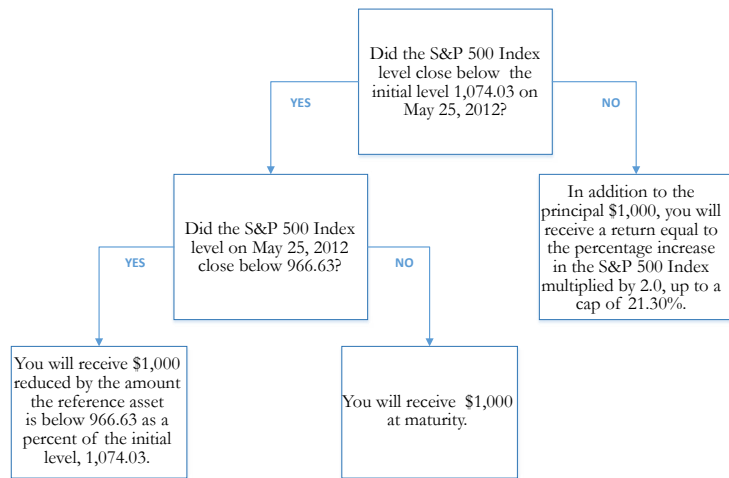 Did the S&P 500 Index
level close below the
initial level 1,074.03 on
May 25, 2012?
YES
NO
Did the S&P 500 Index
level on May 25, 2012
close below 966.63?
In addition to the
principal $1,000, you will
receive a return equal to
the percentage increase
in the S&P 500 Index
multiplied by 2.0, up to a
cap of 21.30%.
YES
NO
You will receive $1,000
reduced by the amount
the reference asset
is below 966.63 as a
percent of the initial
level, 1,074.03.
You will receive $1,000
at maturity.